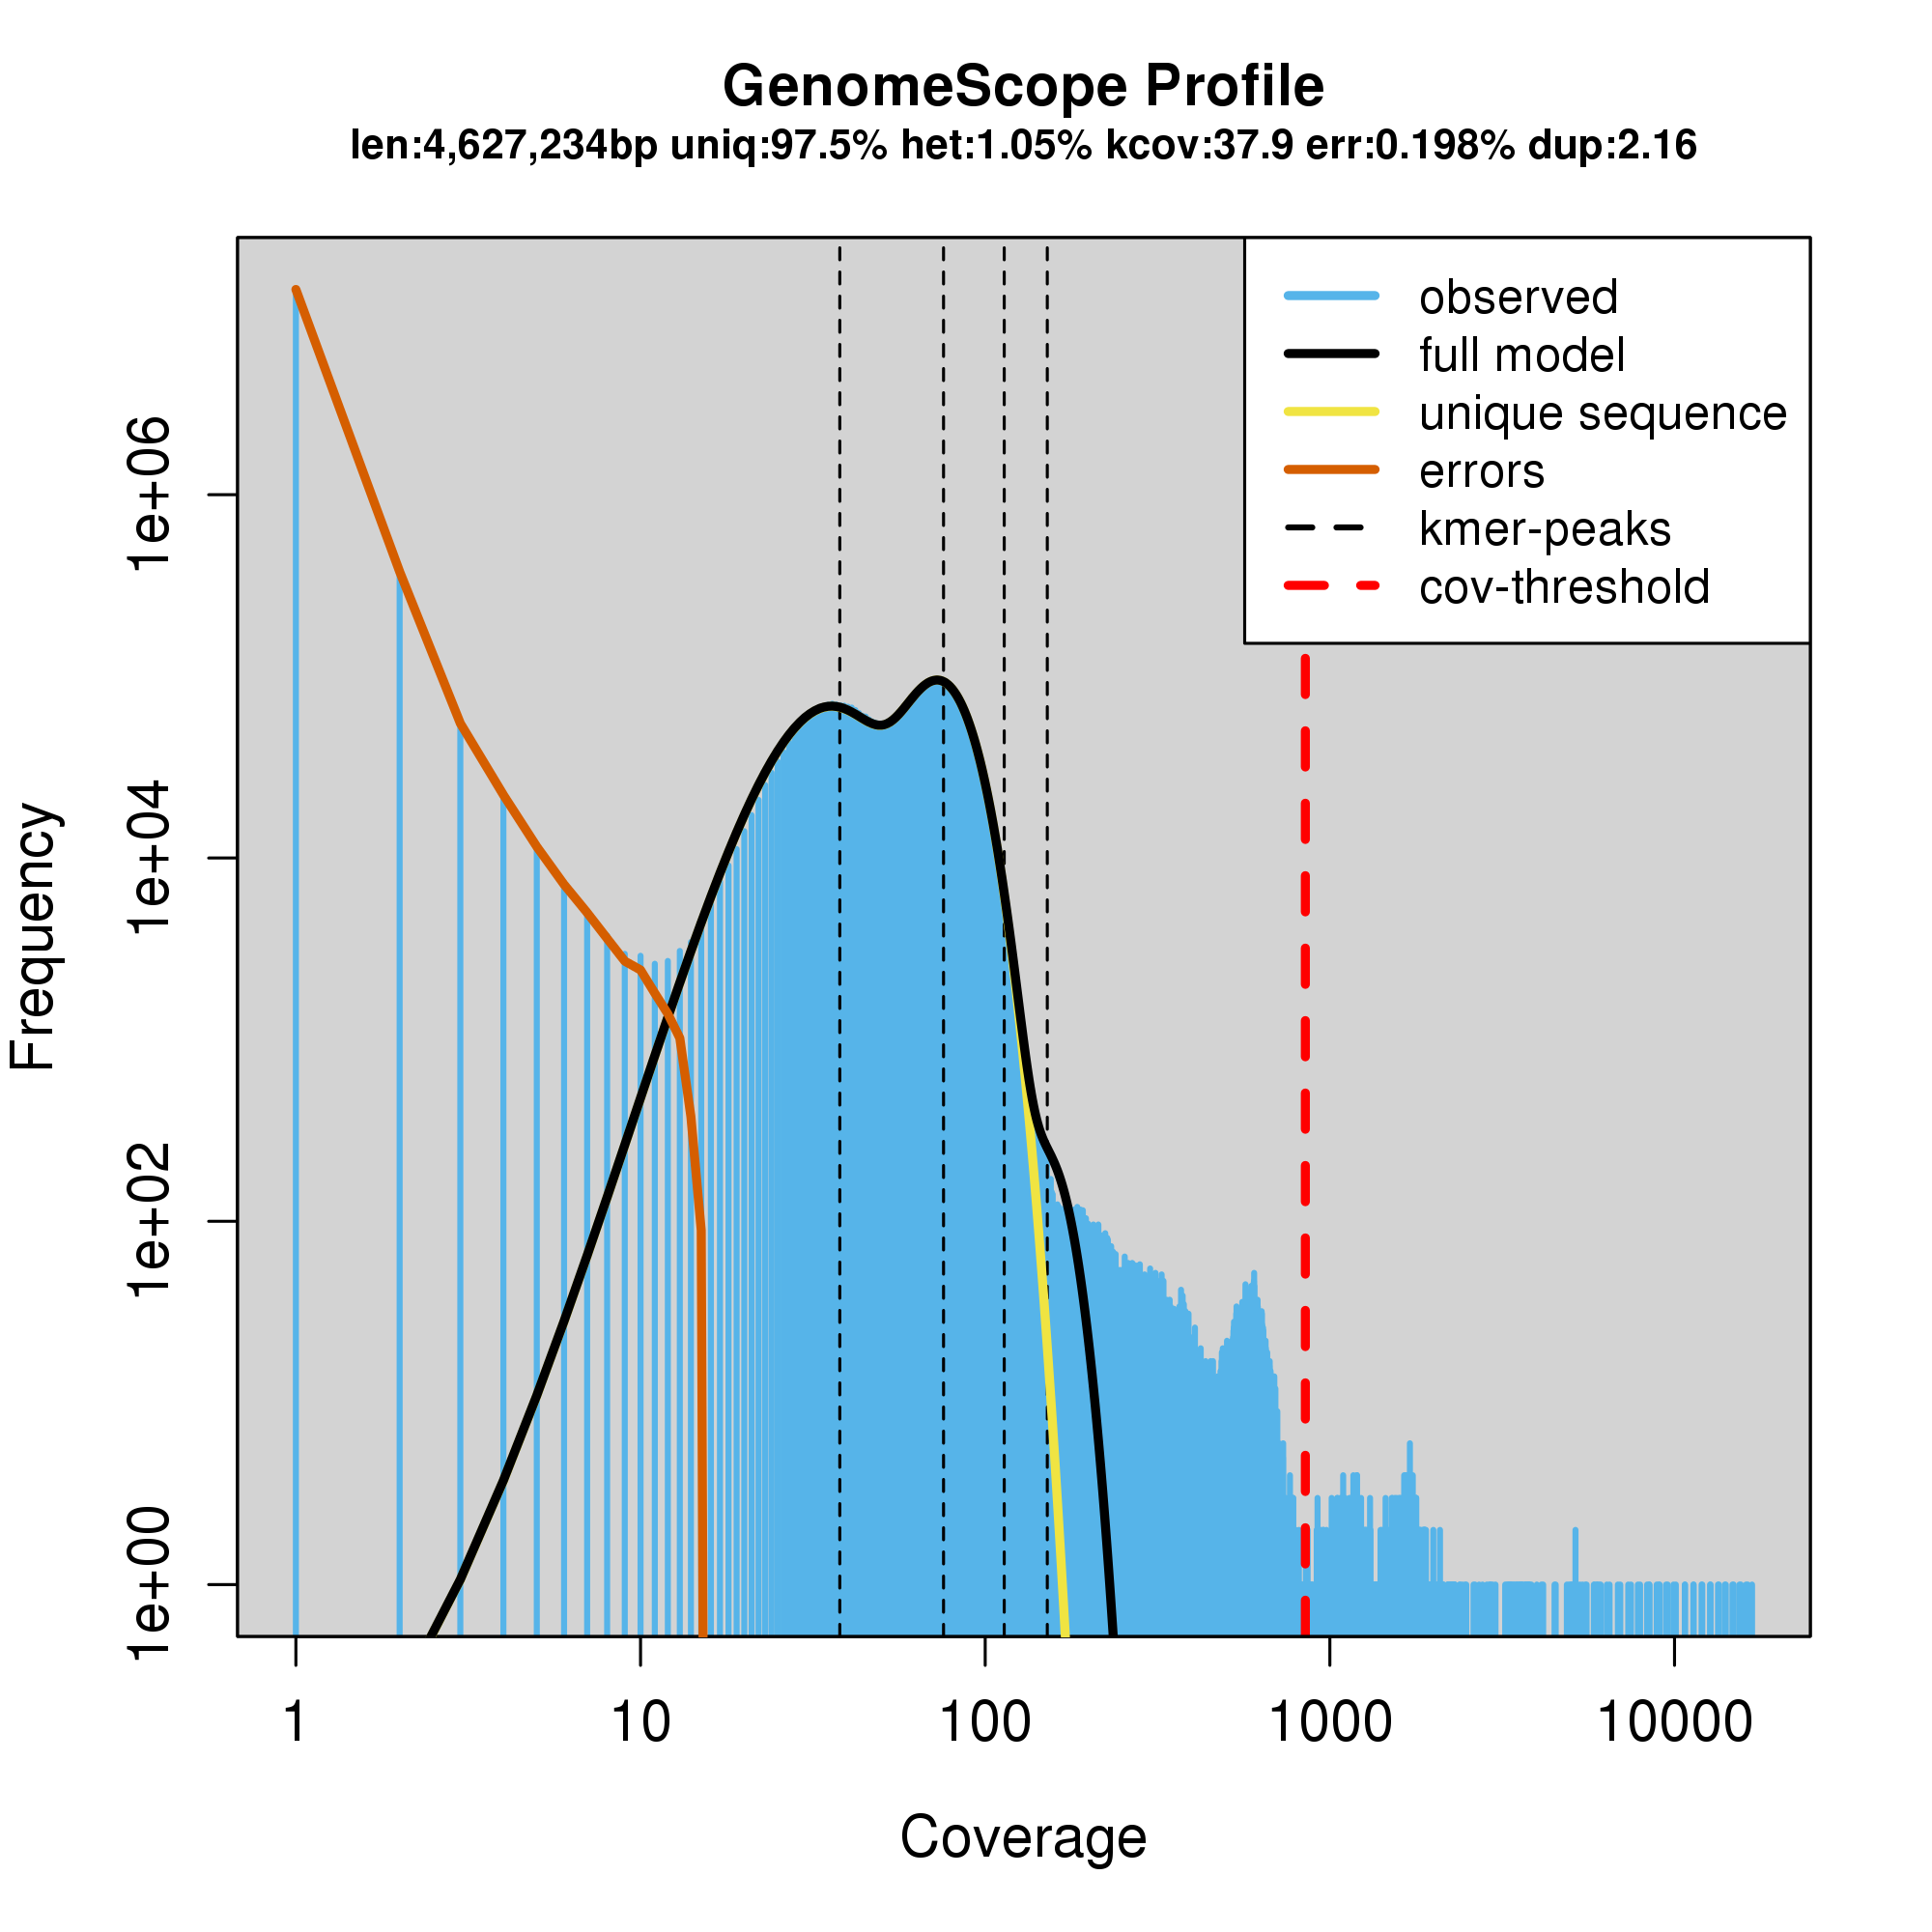 GenomeScope Profile
len:4,627,234bp uniq:97.5% het:1.05% kcov:37.9 err:0.198% dup:2.16
observed
full model
unique sequence
errors
kmer-peaks
cov-threshold
Frequency
1e+06
1e+04
1e+02
1e+00
1 10 100 1000 10000
Coverage